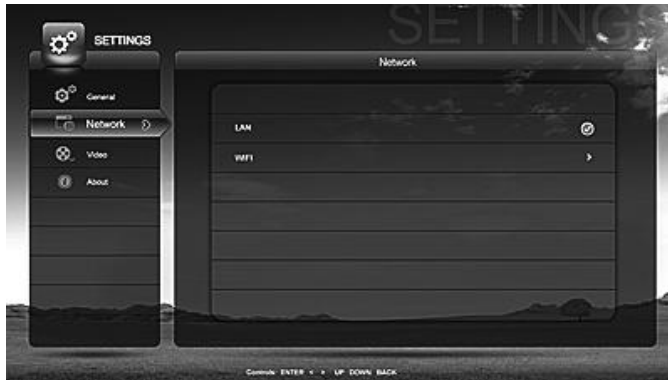 SETTINGS
SETTINGS
Network
General
Network
Video
About
LAN
WIFI
Controls: ENTER < > UP DOWN BACK